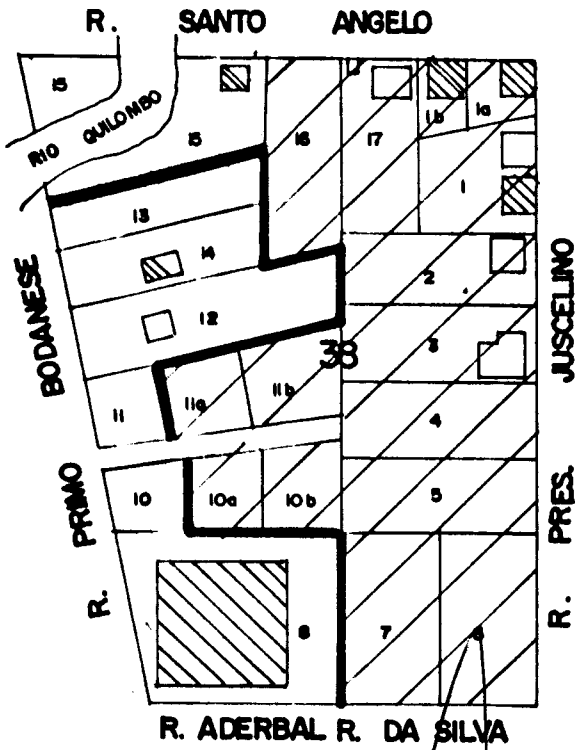 R. SANTO ANGELO
15
RIO QUILOMBO
15
16
17
1b
1a
1
13
14
2
12
38
3
11
11a
11b
4
10
10a
10b
5
8
7
6
R. PRIMO BODANESE
R. PRES. JUSCELINO
R. ADERBAL R. DA SILVA